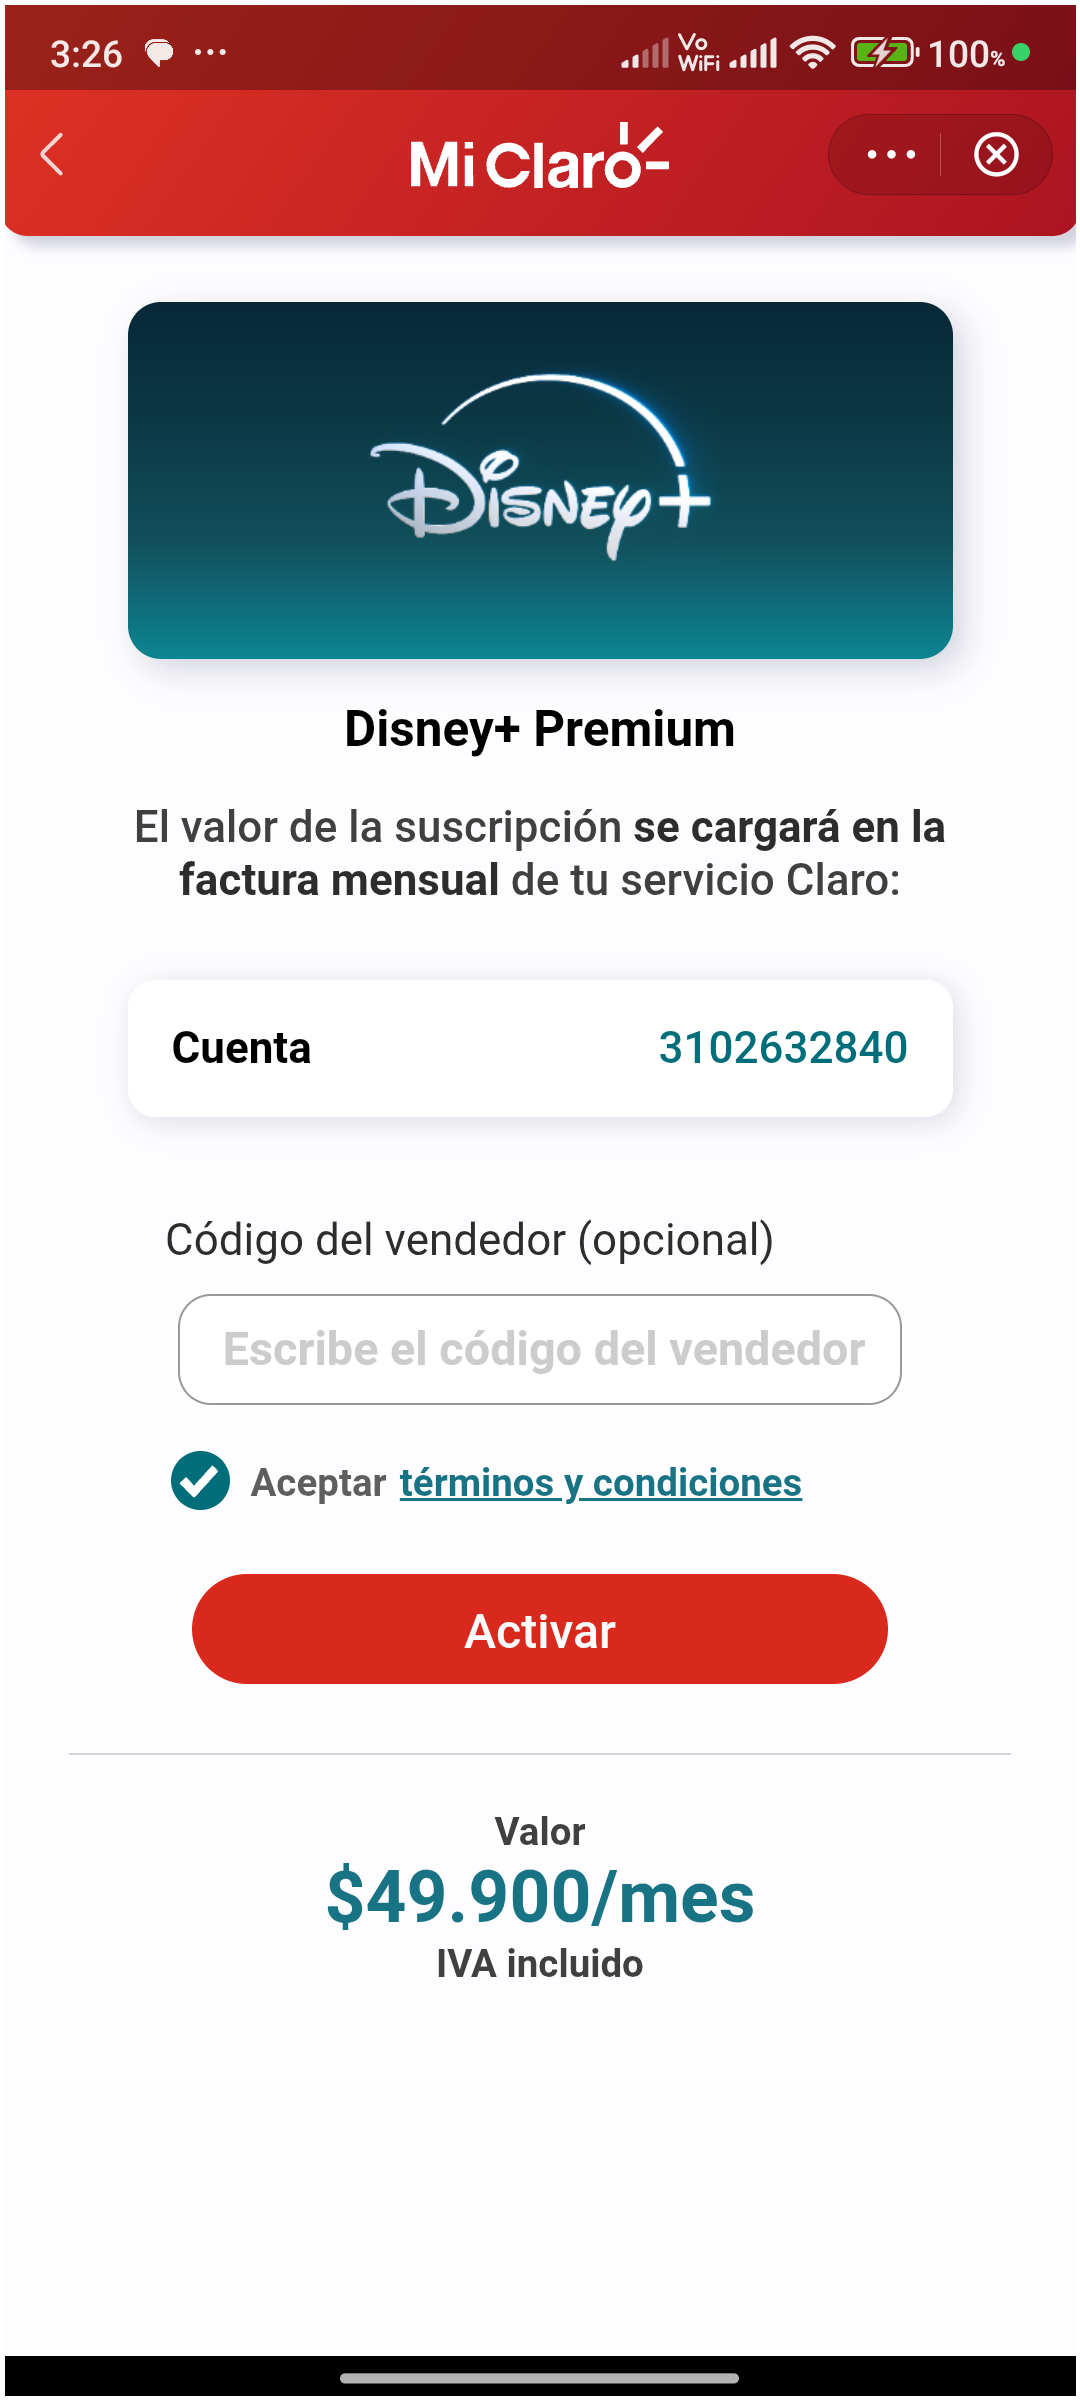 3:26
Vo
WiFi
100%
Mi Claro
Disney+
Disney+ Premium
El valor de la suscripción se cargará en la
factura mensual de tu servicio Claro:
Cuenta 3102632840
Código del vendedor (opcional)
Escribe el código del vendedor
Aceptar términos y condiciones
Activar
Valor
$49.900/mes
IVA incluido